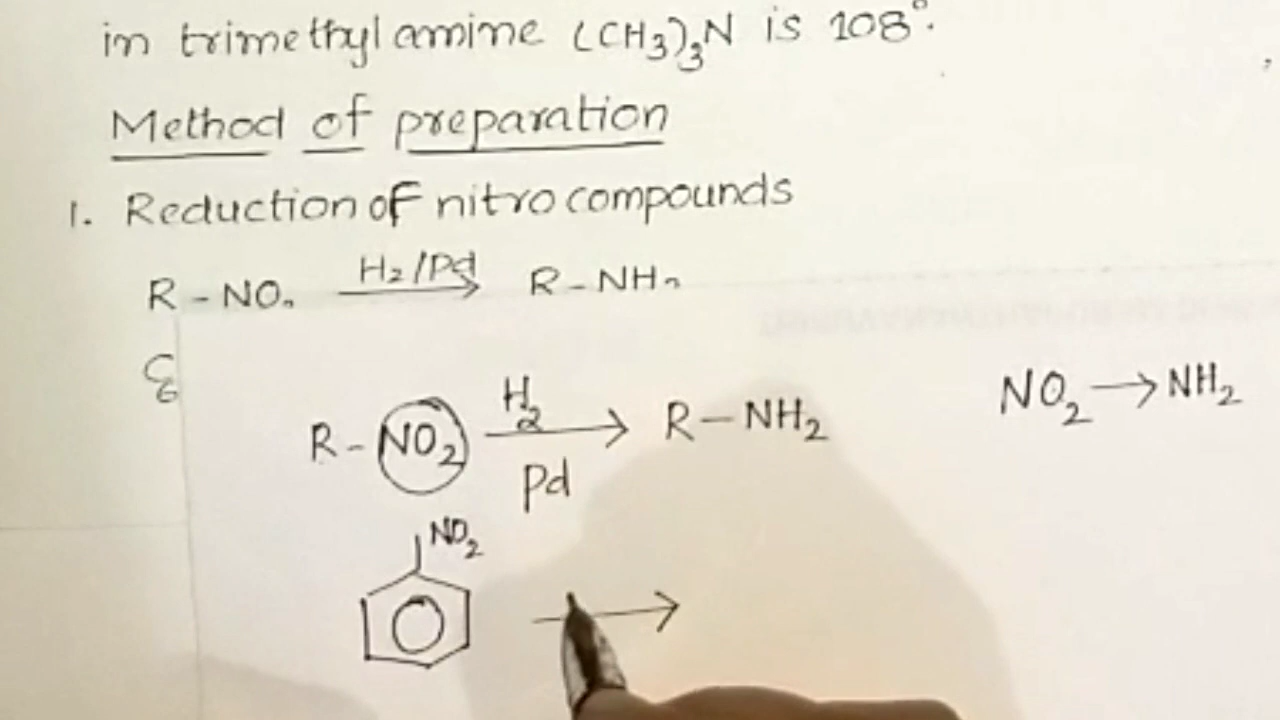 in trimethyl amine (CH3)3N is 108°.
Method of preparation
1. Reduction of nitro compounds
R - NO2 H2/Pd → R - NH2
R - NO2 H2 Pd → R - NH2
NO2 → NH2
NO2